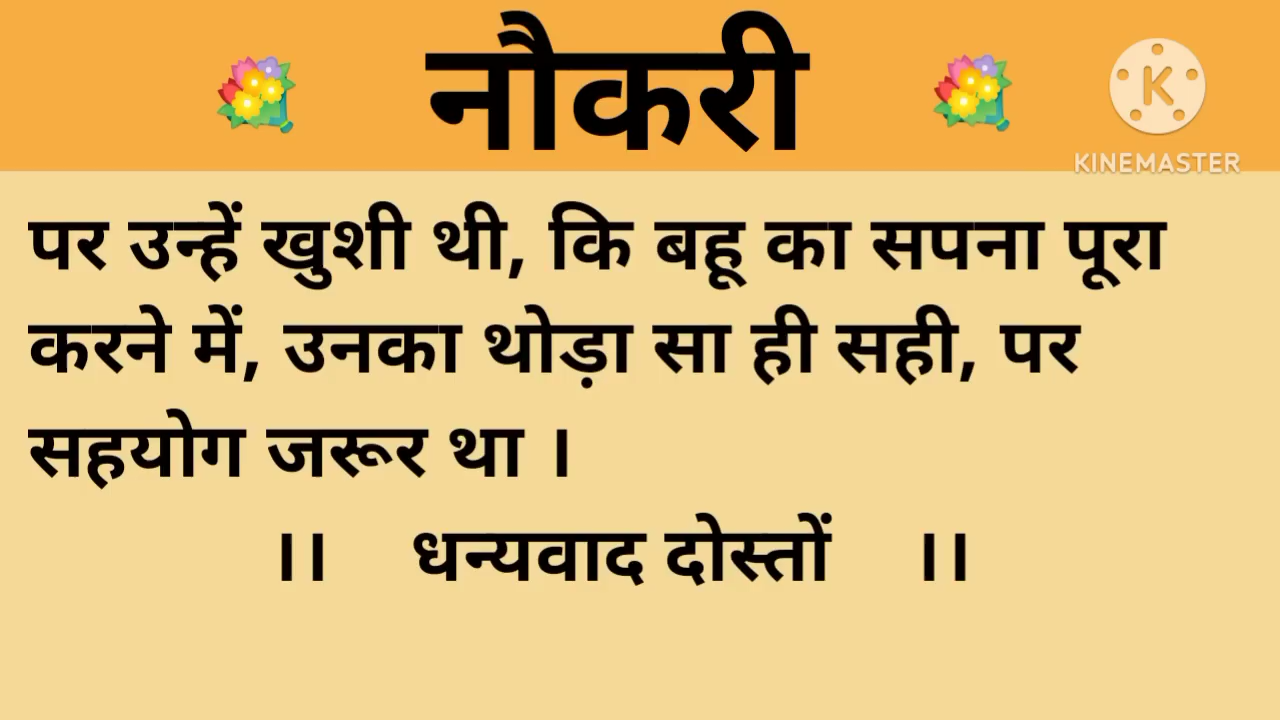 नौकरी
KINEMASTER
पर उन्हें खुशी थी, कि बहू का सपना पूरा
करने में, उनका थोड़ा सा ही सही, पर
सहयोग जरूर था ।
।। धन्यवाद दोस्तों ।।